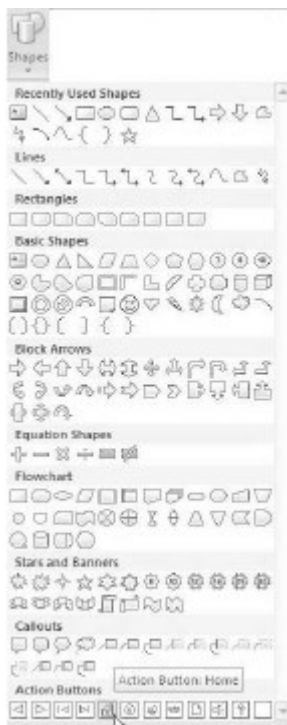 Shapes
Recently Used Shapes
Lines
Rectangles
Basic Shapes
Block Arrows
Equation Shapes
Flowchart
Stars and Banners
Callouts
Action Button: Home
Action Buttons